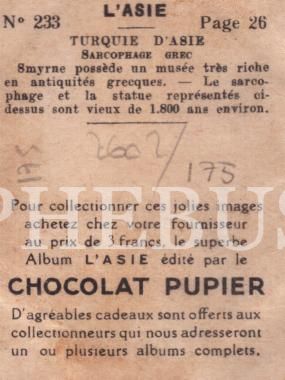 L'ASIE
N° 233 Page 26
TURQUIE D'ASIE
SARCOPHAGE GREC
Smyrne possède un musée très riche
en antiquités grecques. — Le sarco-
phage et la statue représentés ci-
dessus sont vieux de 1.800 ans environ.
2002/
175
175
PHEBUS
Pour collectionner ces jolies images
achetez chez votre fournisseur
au prix de 3 francs, le superbe
Album L'ASIE édité par le
CHOCOLAT PUPIER
D'agréables cadeaux sont offerts aux
collectionneurs qui nous adresseront
un ou plusieurs albums complets.